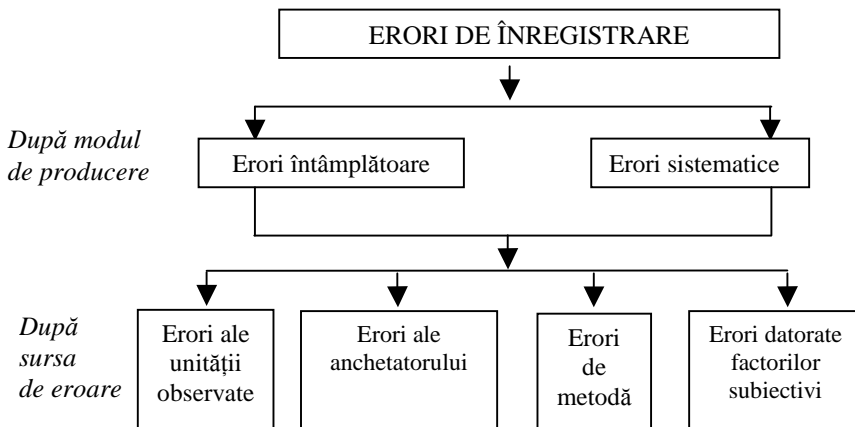 ERORI DE ÎNREGISTRARE
După modul
de producere
Erori întâmplătoare
Erori sistematice
După
sursa
de eroare
Erori ale
unității
observate
Erori ale
anchetatorului
Erori
de
metodă
Erori datorate
factorilor
subiectivi